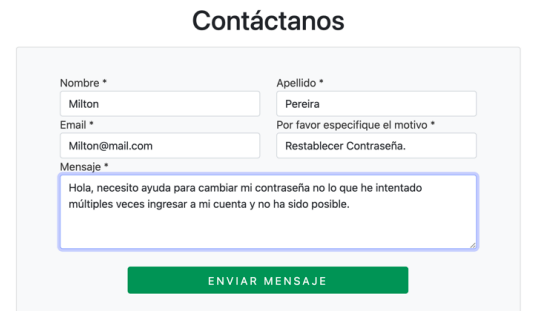 Contáctanos
Nombre * Apellido *
Milton Pereira
Email * Por favor especifique el motivo *
Milton@mail.com Restablecer Contraseña.
Mensaje *
Hola, necesito ayuda para cambiar mi contraseña no lo que he intentado
múltiples veces ingresar a mi cuenta y no ha sido posible.
ENVIAR MENSAJE